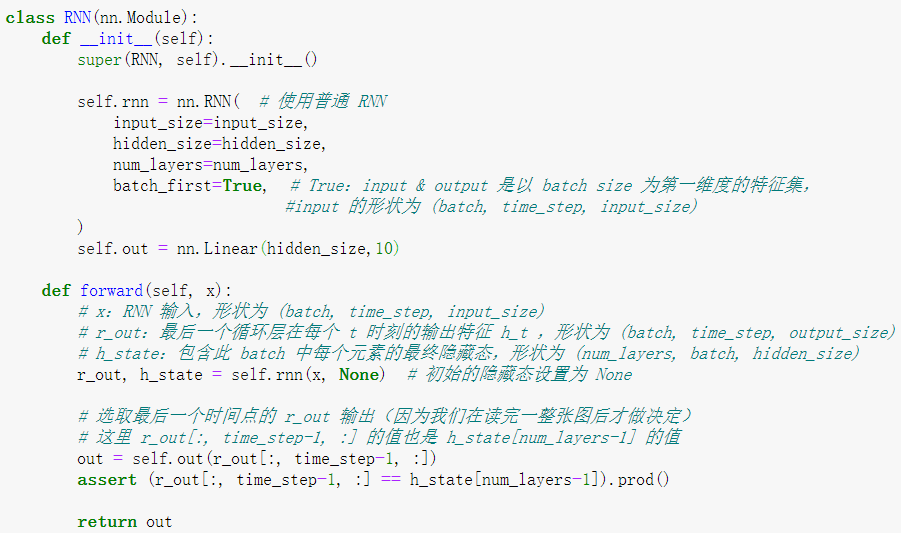 class RNN(nn.Module):
    def __init__(self):
        super(RNN, self).__init__()
        self.rnn = nn.RNN(  # 使用普通 RNN
            input_size=input_size,
            hidden_size=hidden_size,
            num_layers=num_layers,
            batch_first=True,  # True：input & output 是以 batch size 为第一维度的特征集，
                               #input 的形状为 (batch, time_step, input_size)
        )
        self.out = nn.Linear(hidden_size,10)
    def forward(self, x):
        # x：RNN 输入，形状为 (batch, time_step, input_size)
        # r_out：最后一个循环层在每个 t 时刻的输出特征 h_t ，形状为 (batch, time_step, output_size)
        # h_state：包含此 batch 中每个元素的最终隐藏态，形状为 (num_layers, batch, hidden_size)
        r_out, h_state = self.rnn(x, None)  # 初始的隐藏态设置为 None
        # 选取最后一个时间点的 r_out 输出（因为我们在读完一整张图后才做决定）
        # 这里 r_out[:, time_step-1, :] 的值也是 h_state[num_layers-1] 的值
        out = self.out(r_out[:, time_step-1, :])
        assert (r_out[:, time_step-1, :] == h_state[num_layers-1]).prod()
        return out